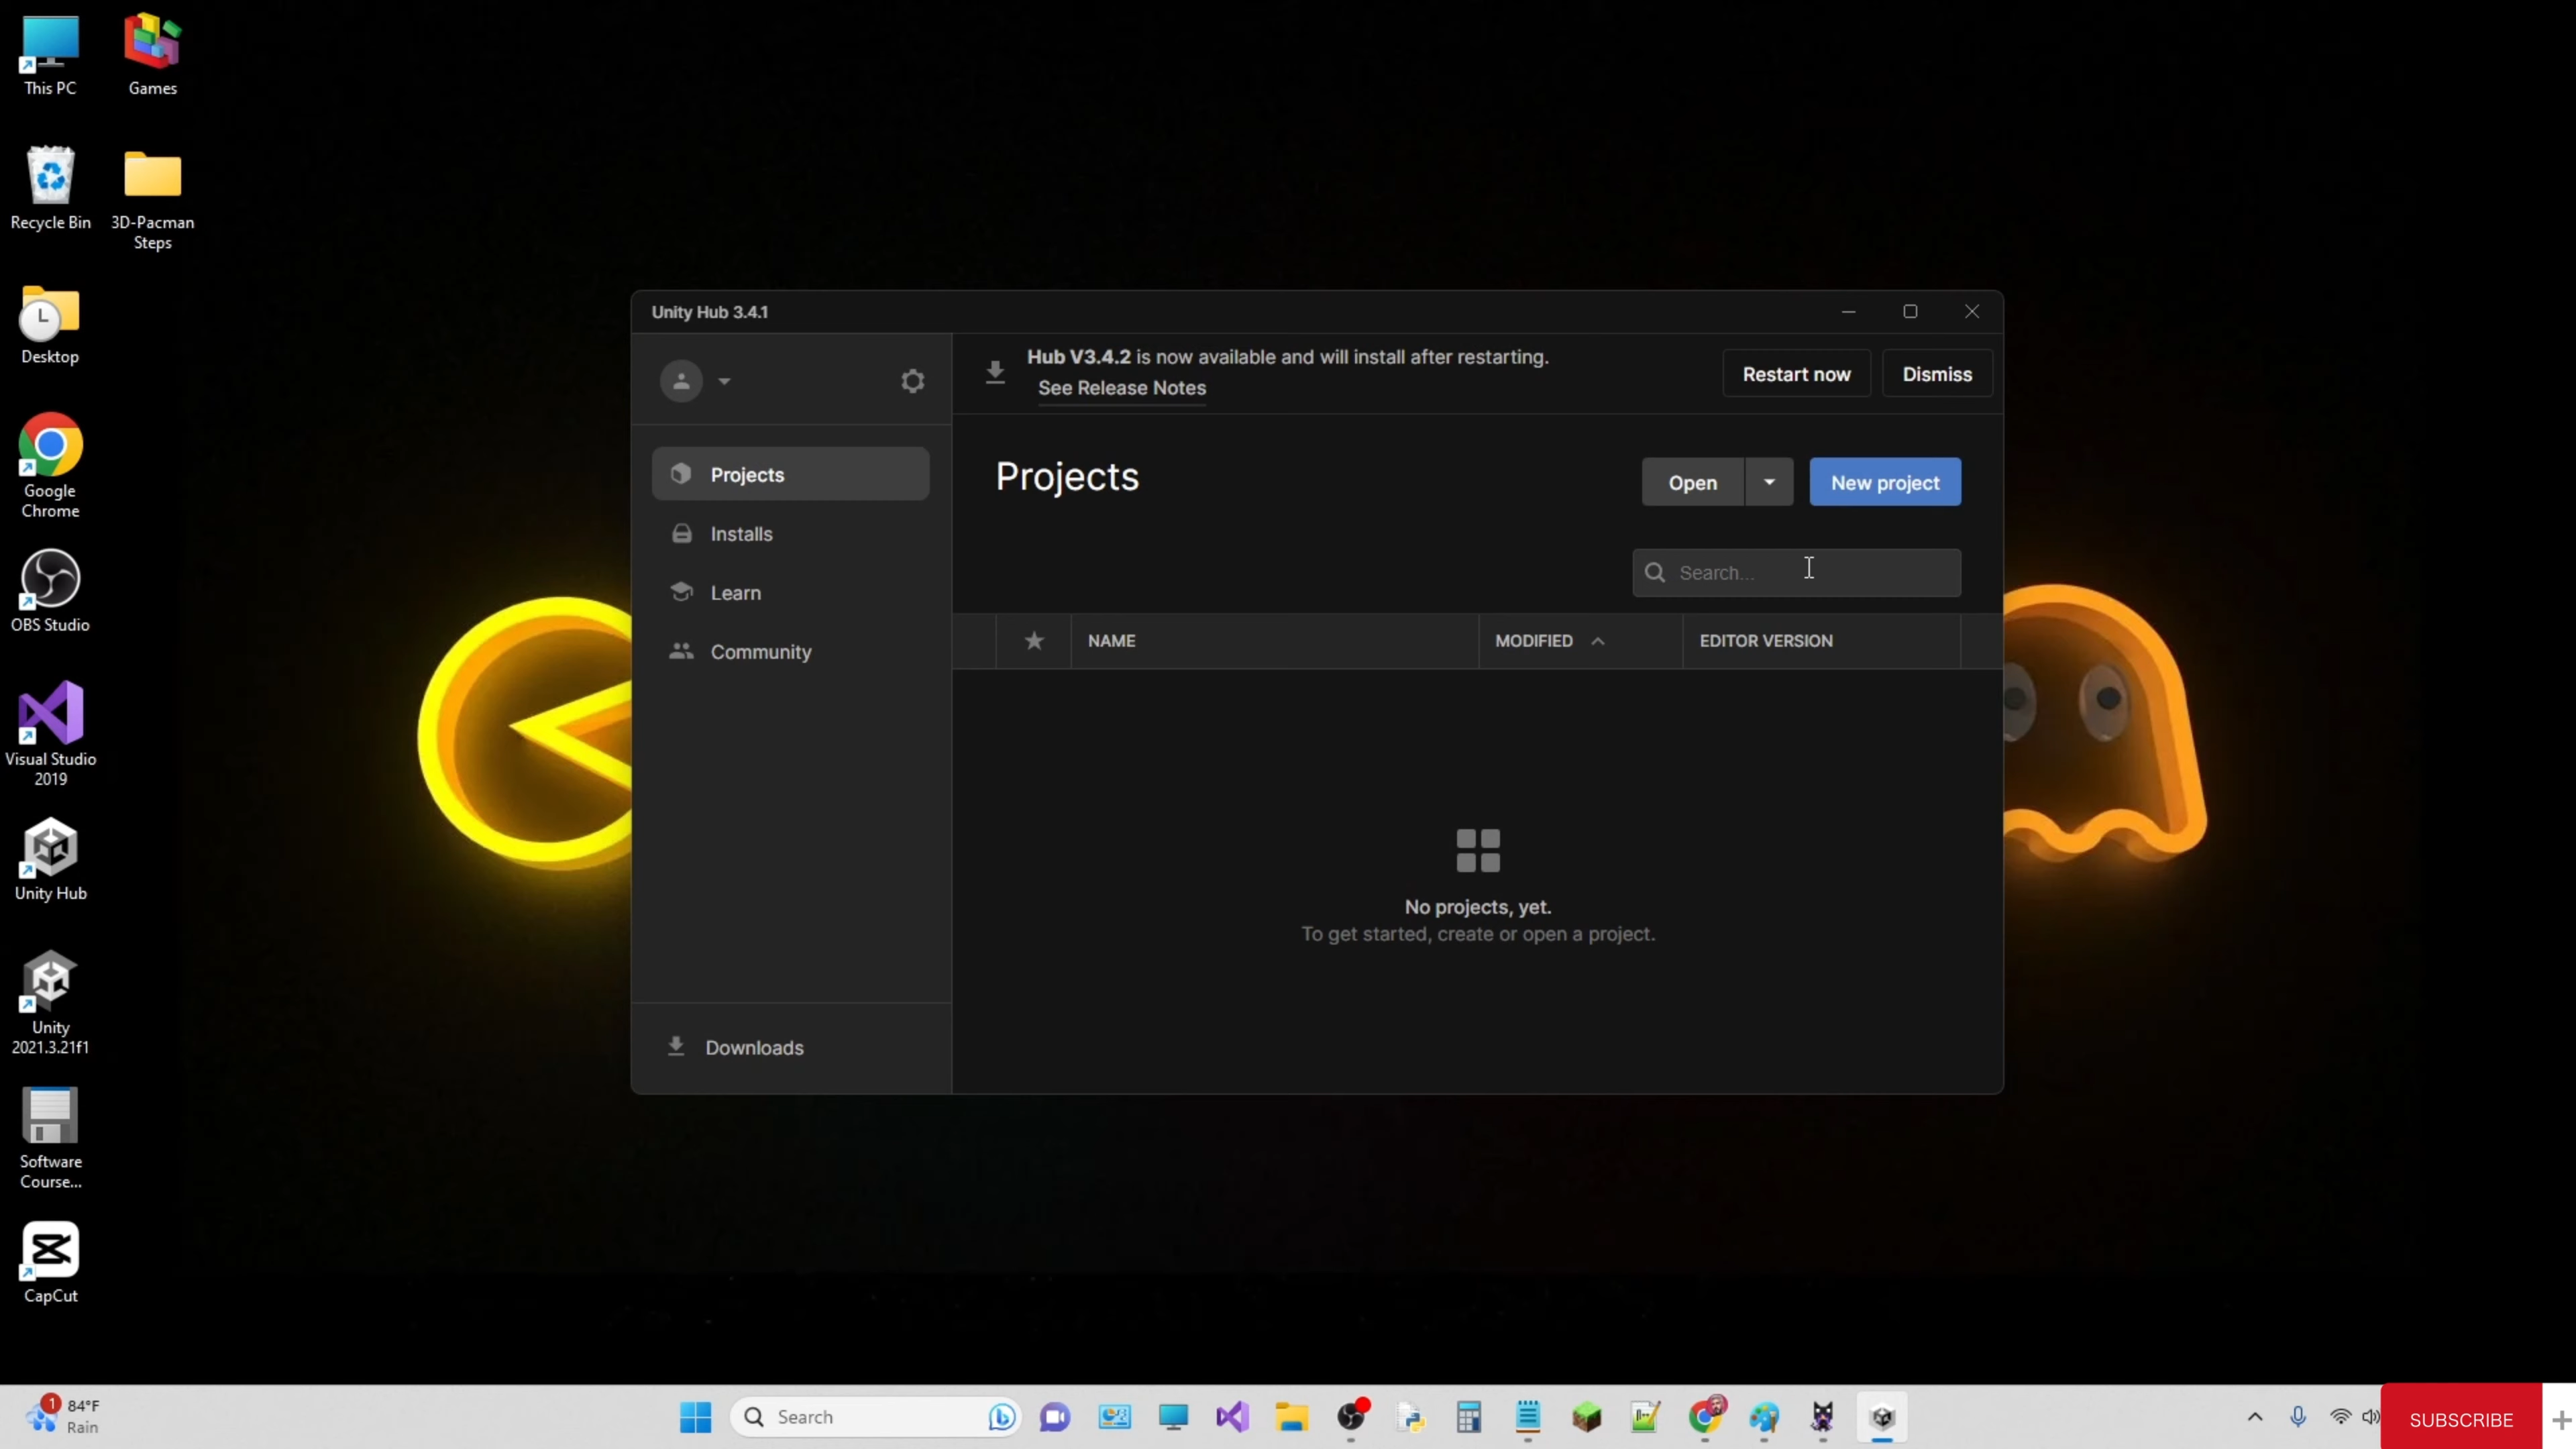 This PC
Games
Recycle Bin
3D-Pacman
Steps
Desktop
Google
Chrome
OBS Studio
Visual Studio
2019
Unity Hub
Unity
2021.3.21f1
Software
Course...
CapCut
Unity Hub 3.4.1
Hub V3.4.2 is now available and will install after restarting.
See Release Notes
Restart now
Dismiss
Projects
Installs
Learn
Community
Downloads
Projects
Open
New project
Search...
NAME
MODIFIED
EDITOR VERSION
No projects, yet.
To get started, create or open a project.
1
84°F
Rain
Search
SUBSCRIBE